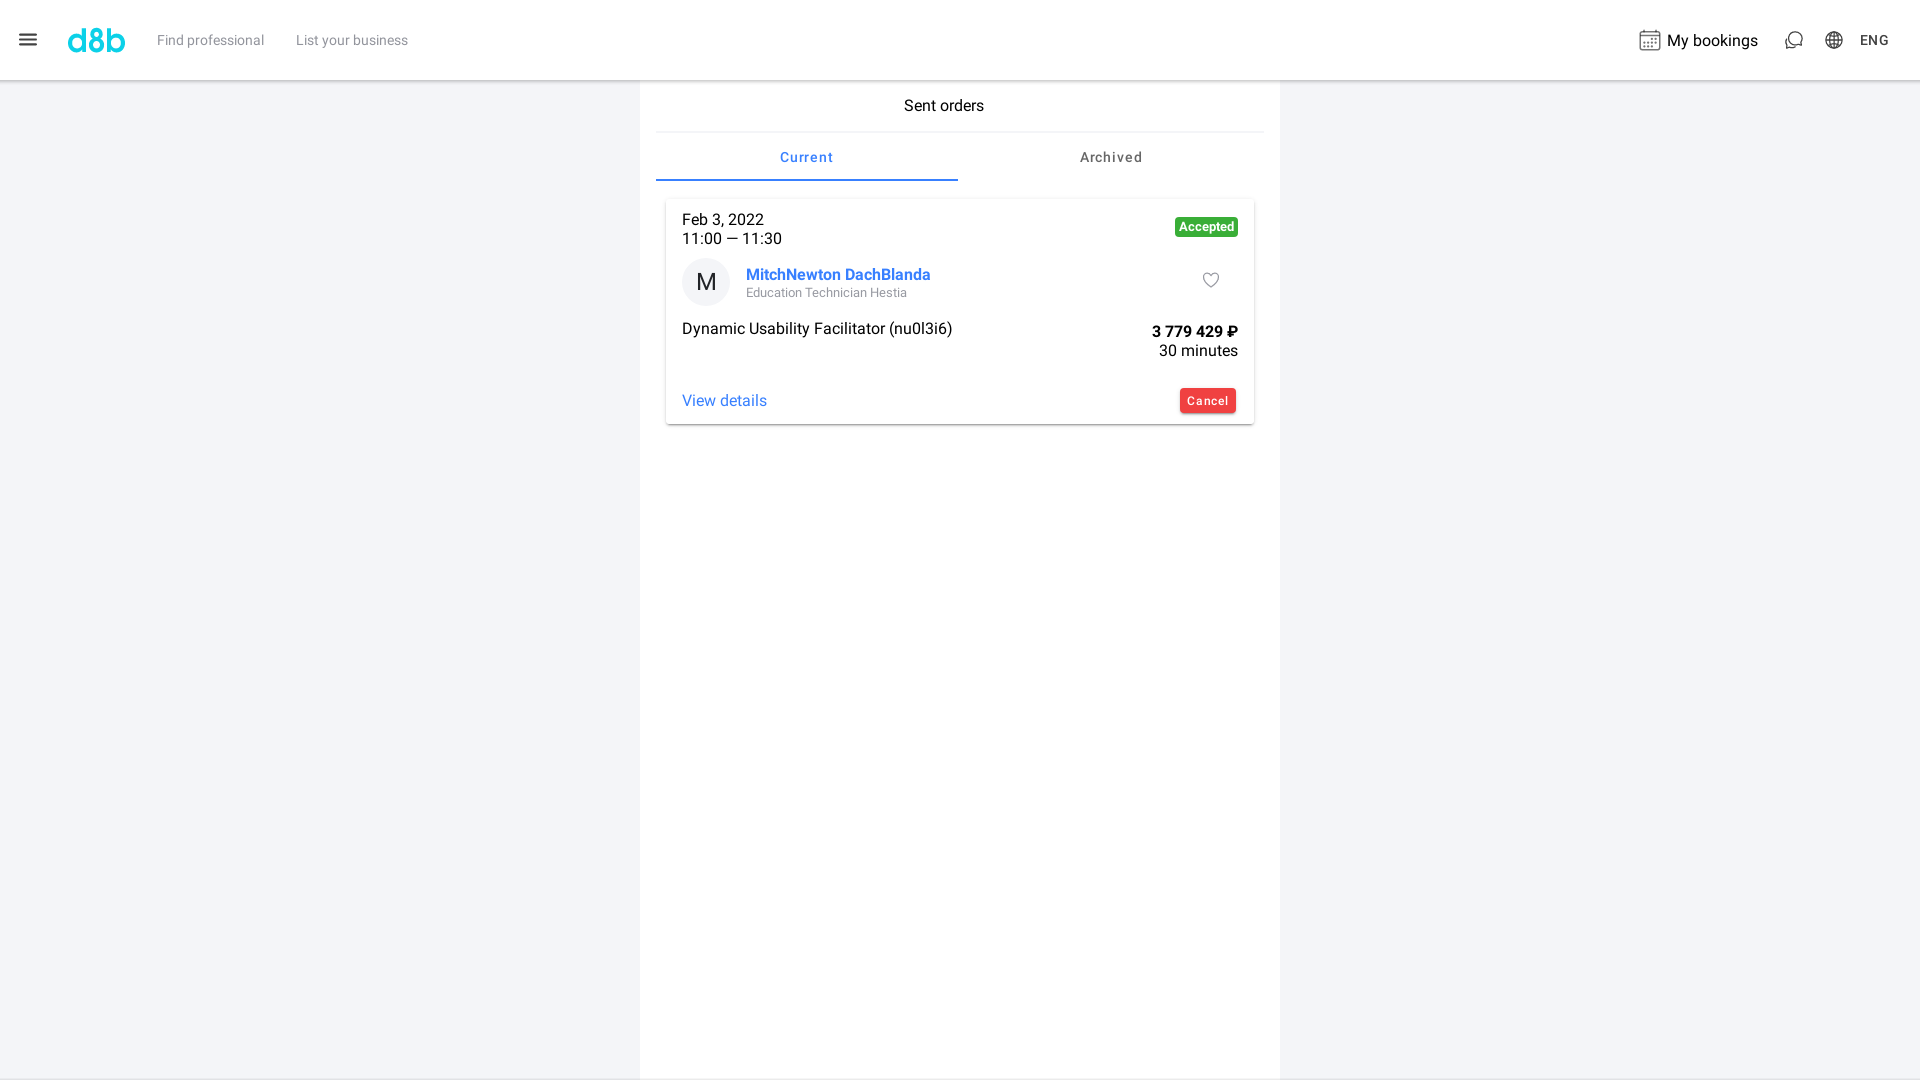 d8b
Find professional
List your business
My bookings
ENG
Sent orders
Current
Archived
Feb 3, 2022
11:00 — 11:30
Accepted
M
MitchNewton DachBlanda
Education Technician Hestia
Dynamic Usability Facilitator (nu0l3i6)
3 779 429 ₽
30 minutes
View details
Cancel